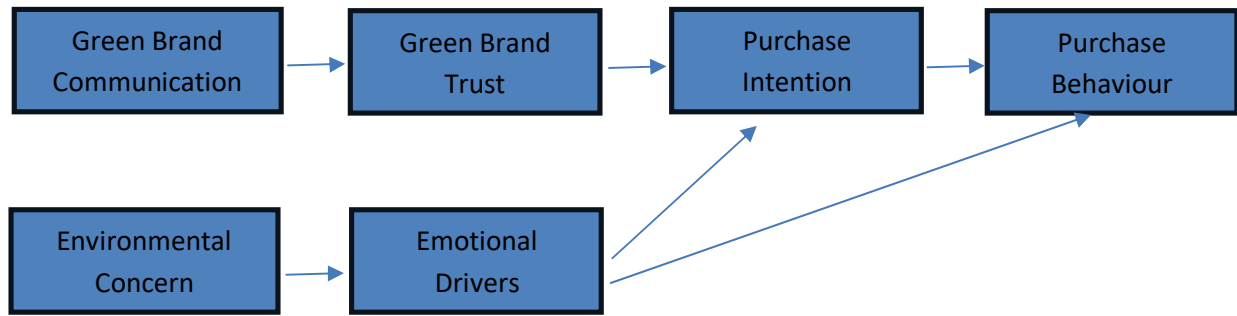 Green Brand
Communication
Green Brand
Trust
Purchase
Intention
Purchase
Behaviour
Environmental
Concern
Emotional
Drivers